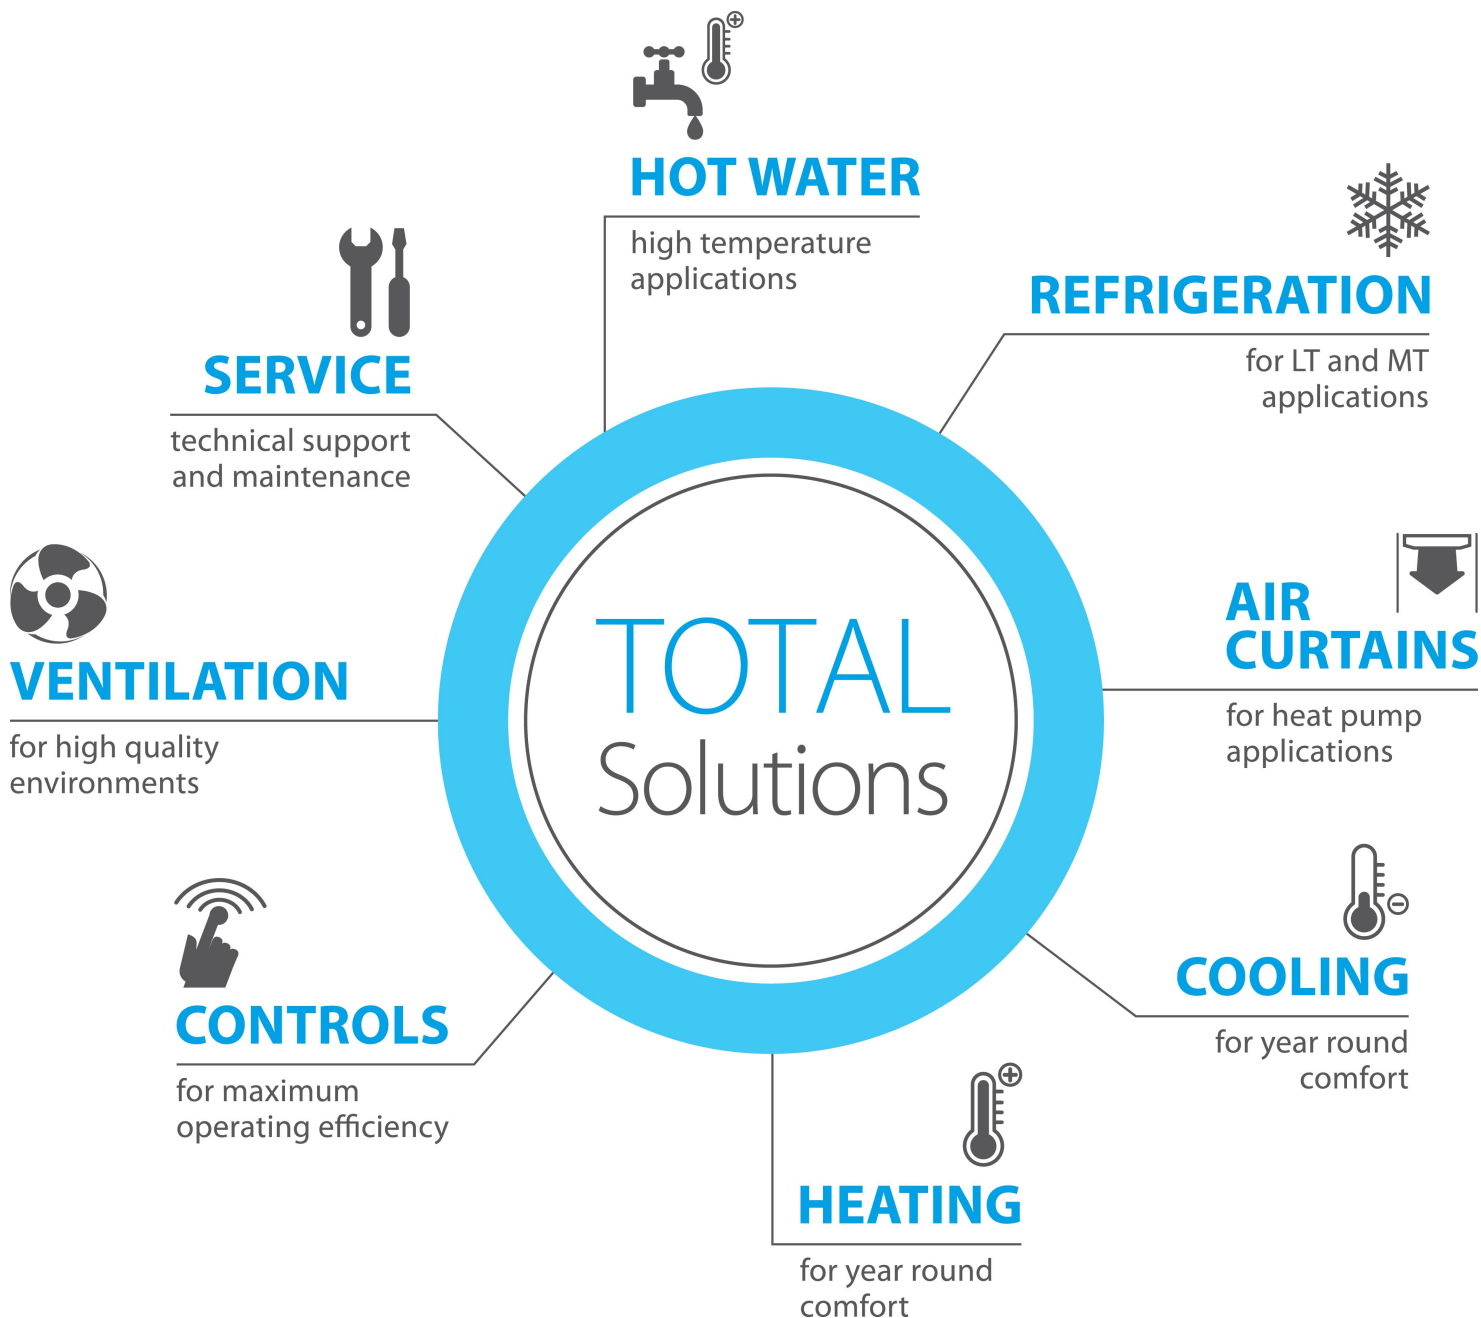 HOT WATER
high temperature
applications
REFRIGERATION
for LT and MT
applications
SERVICE
technical support
and maintenance
AIR
CURTAINS
for heat pump
applications
TOTAL
Solutions
VENTILATION
for high quality
environments
COOLING
for year round
comfort
CONTROLS
for maximum
operating efficiency
HEATING
for year round
comfort